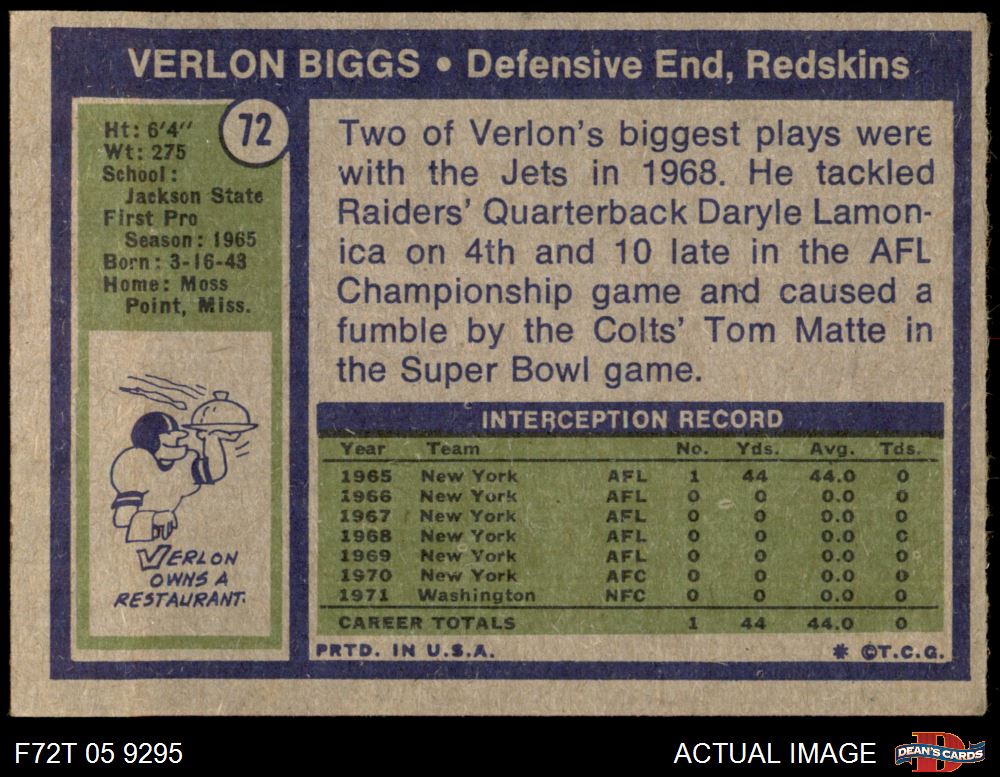 VERLON BIGGS • Defensive End, Redskins
72
Ht: 6'4''
Wt: 275
School:
Jackson State
First Pro
Season: 1965
Born: 3-16-43
Home: Moss
Point, Miss.
VERLON
OWNS A
RESTAURANT.
Two of Verlon's biggest plays were
with the Jets in 1968. He tackled
Raiders' Quarterback Daryle Lamon-
ica on 4th and 10 late in the AFL
Championship game and caused a
fumble by the Colts' Tom Matte in
the Super Bowl game.
INTERCEPTION RECORD
Year Team No. Yds. Avg. Tds.
1965 New York AFL 1 44 44.0 0
1966 New York AFL 0 0 0.0 0
1967 New York AFL 0 0 0.0 0
1968 New York AFL 0 0 0.0 0
1969 New York AFL 0 0 0.0 0
1970 New York AFC 0 0 0.0 0
1971 Washington NFC 0 0 0.0 0
CAREER TOTALS 1 44 44.0 0
PRTD. IN U.S.A. * ©T.C.G.
F72T 05 9295 ACTUAL IMAGE D DEAN'S CARDS